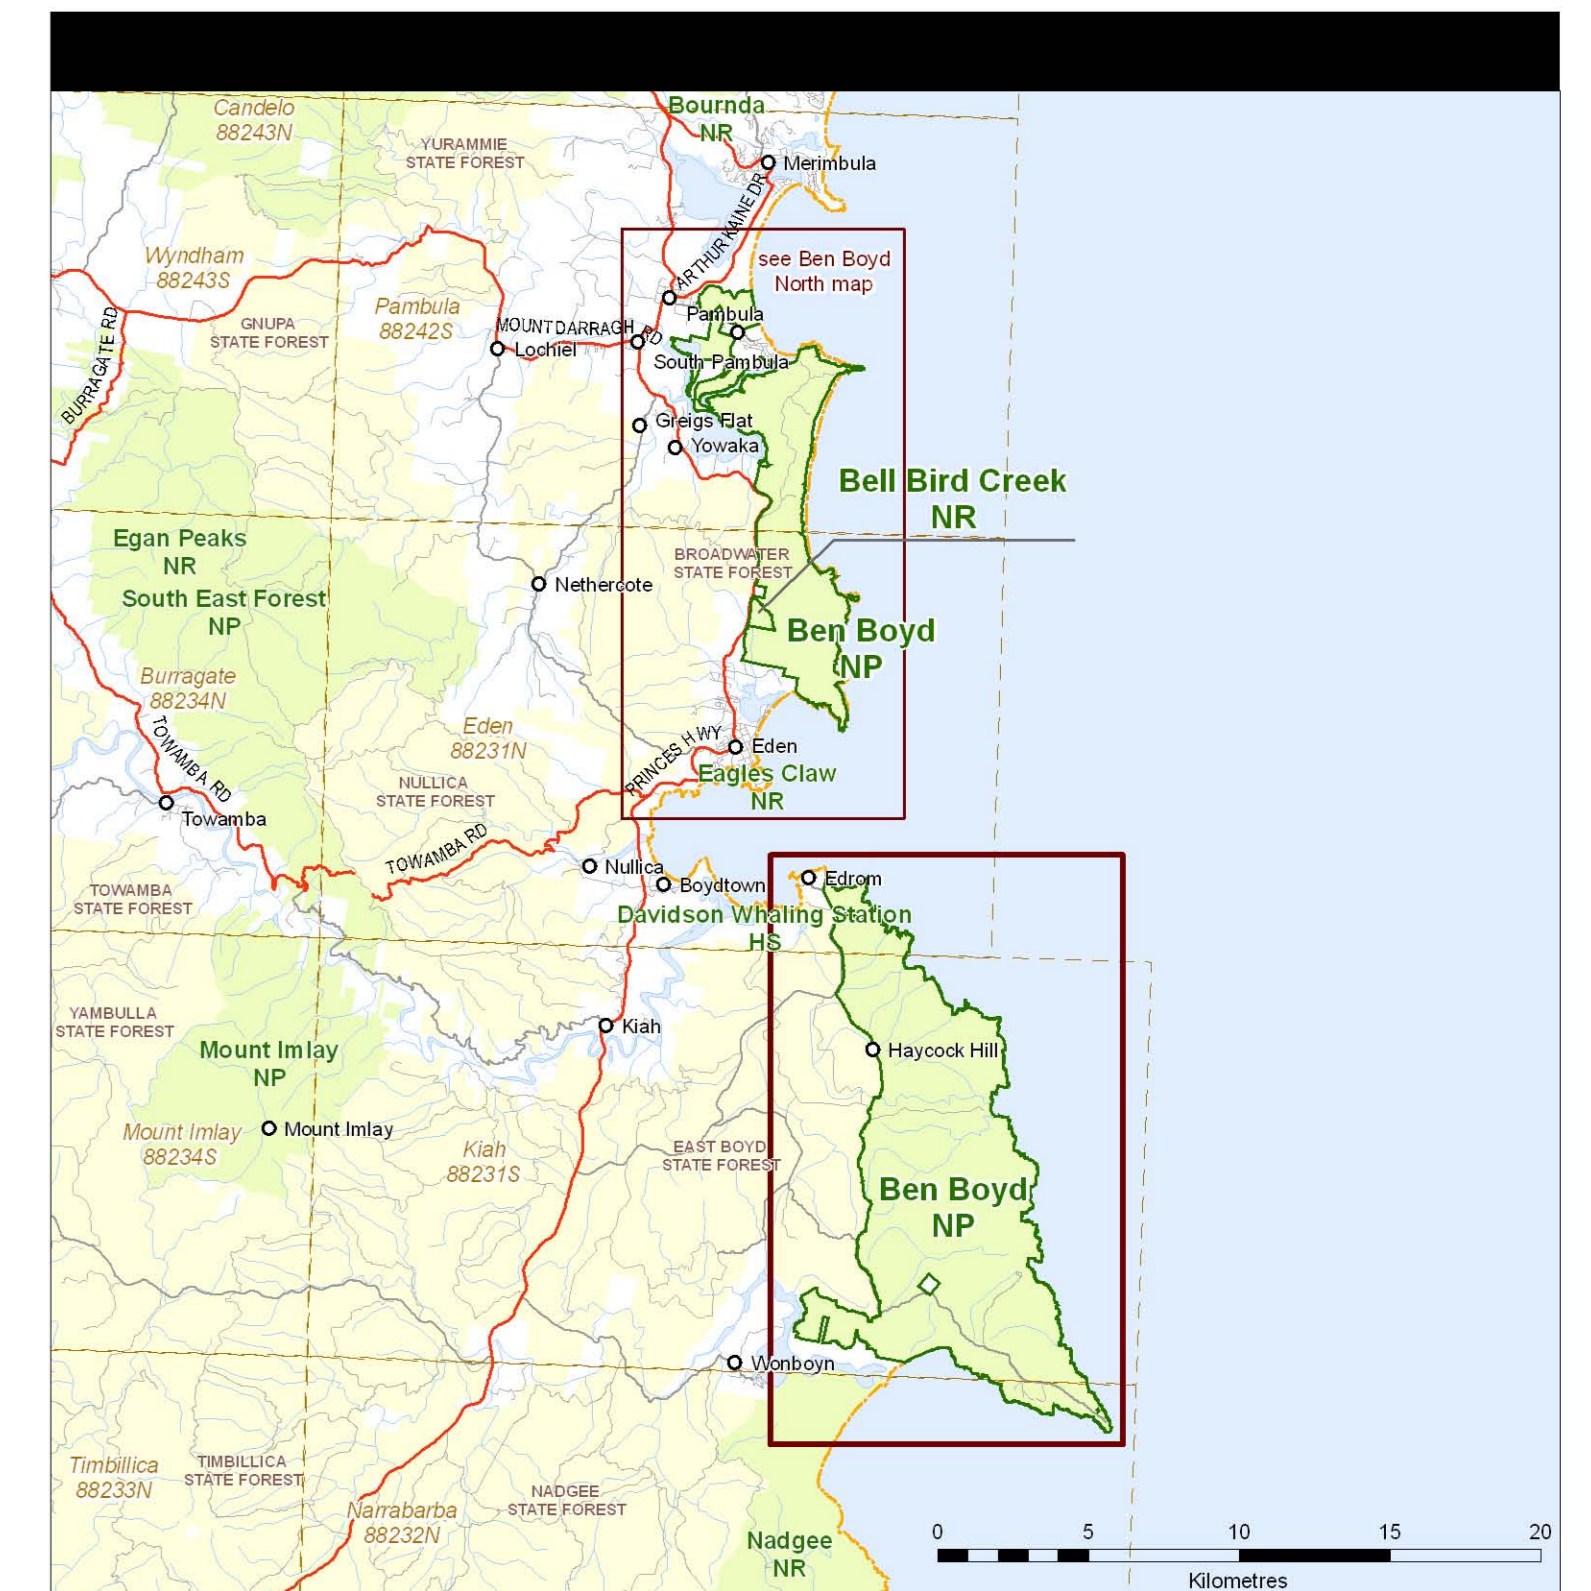 Candelo
88243N
Bournda
NR
YURAMMIE
STATE FOREST
Merimbula
ARTHUR KAINE DR
Wyndham
88243S
see Ben Boyd
North map
Pambula
88242S
GNUPA
STATE FOREST
BURRAGATE RD
Pambula
MOUNT DARRAGH RD
Lochiel
South Pambula
Greigs Flat
Yowaka
Bell Bird Creek
NR
Egan Peaks
NR
South East Forest
NP
BROADWATER
STATE FOREST
Nethercote
Ben Boyd
NP
Burragate
88234N
Eden
88231N
TOWAMBA RD
PRINCES HWY
Eden
Eagles Claw
NR
NULLICA
STATE FOREST
Towamba
TOWAMBA RD
Nullica
Boydtown
Edrom
TOWAMBA
STATE FOREST
Davidson Whaling Station
HS
YAMBULLA
STATE FOREST
Kiah
Mount Imlay
NP
Haycock Hill
Mount Imlay
88234S
Mount Imlay
Kiah
88231S
EAST BOYD
STATE FOREST
Ben Boyd
NP
Wonboyn
Timbillica
88233N
TIMBILLICA
STATE FOREST
Narrabarba
88232N
NADGEE
STATE FOREST
Nadgee
NR
0 5 10 15 20
Kilometres